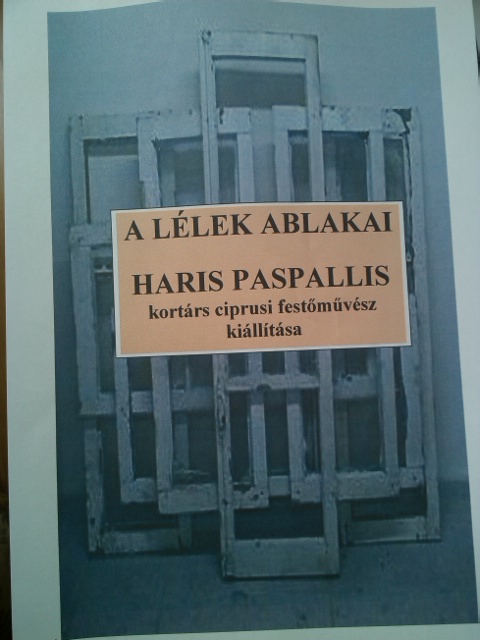 A LÉLEK ABLAKAI
HARIS PASPALLIS
kortárs ciprusi festőművész
kiállítása